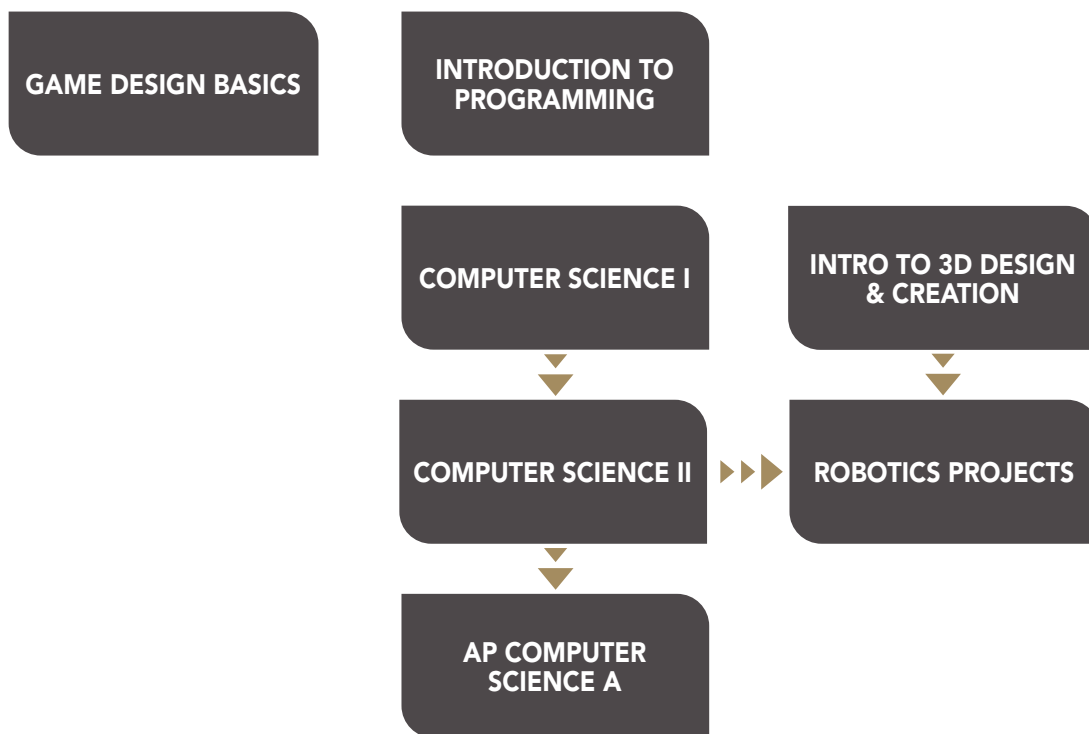 GAME DESIGN BASICS
INTRODUCTION TO
PROGRAMMING
COMPUTER SCIENCE I
INTRO TO 3D DESIGN
& CREATION
COMPUTER SCIENCE II
ROBOTICS PROJECTS
AP COMPUTER
SCIENCE A